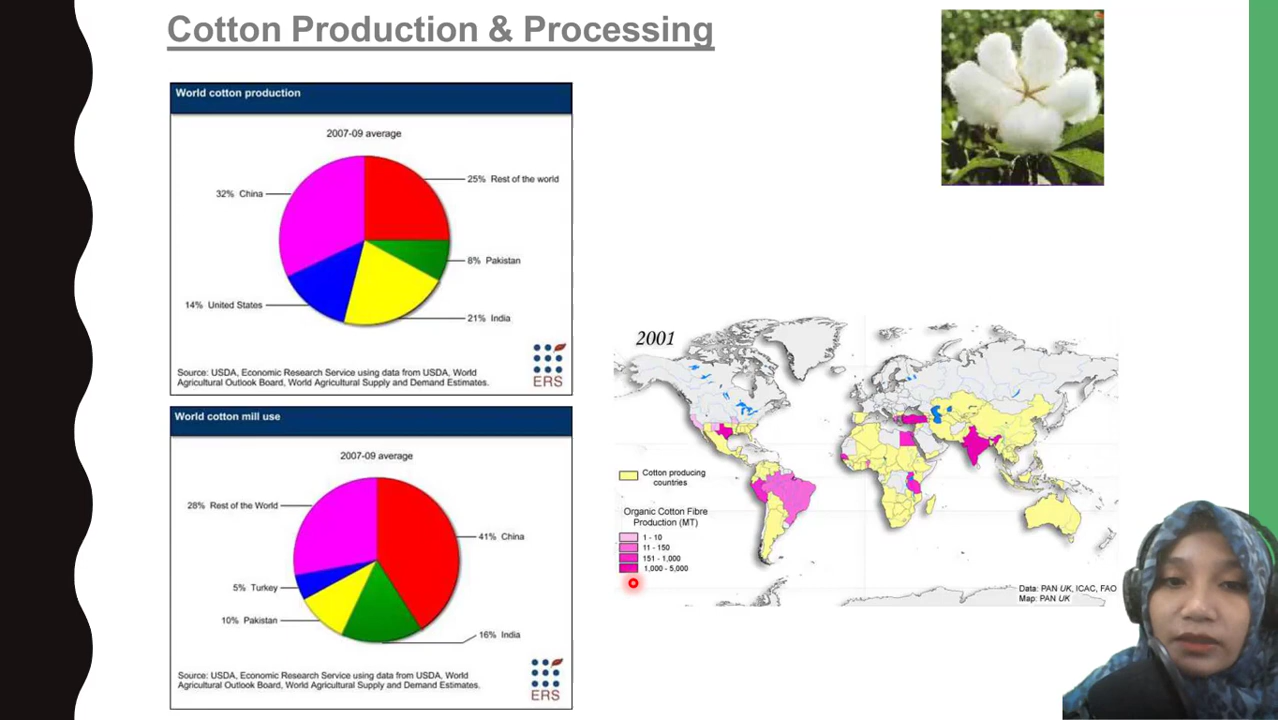 Cotton Production & Processing
World cotton production
2007-09 average
25% Rest of the world
32% China
8% Pakistan
14% United States
21% India
Source: USDA, Economic Research Service using data from USDA, World
Agricultural Outlook Board, World Agricultural Supply and Demand Estimates.
ERS
World cotton mill use
2007-09 average
28% Rest of the World
41% China
5% Turkey
10% Pakistan
16% India
Source: USDA, Economic Research Service using data from USDA, World
Agricultural Outlook Board, World Agricultural Supply and Demand Estimates.
ERS
2001
Cotton producing
countries
Organic Cotton Fibre
Production (MT)
1 - 10
11 - 150
151 - 1,000
1,000 - 5,000
Data: PAN UK, ICAC, FAO
Map: PAN UK